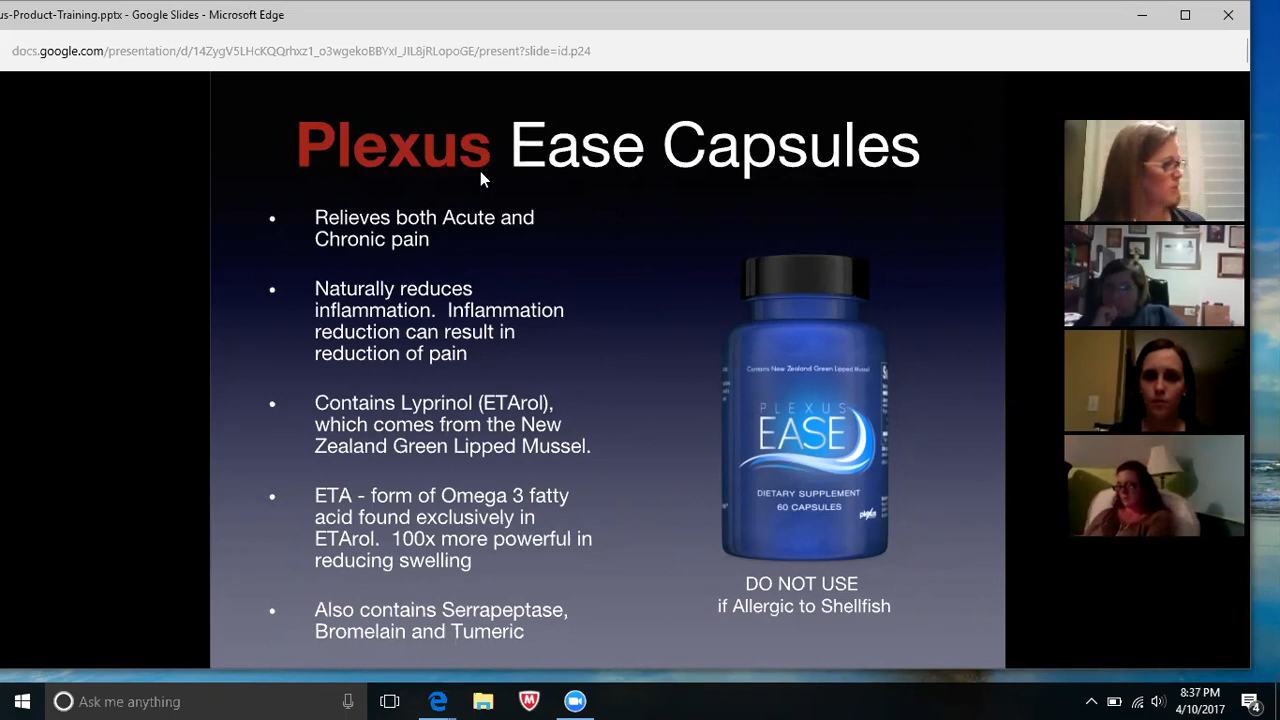 us-Product-Training.pptx - Google Slides - Microsoft Edge
docs.google.com/presentation/d/14ZygV5LHcKQQrhxz1_o3wgekoBBYxI_JIL8jRLopoGE/present?slide=id.p24
Plexus Ease Capsules
• Relieves both Acute and
Chronic pain
• Naturally reduces
inflammation. Inflammation
reduction can result in
reduction of pain
• Contains Lyprinol (ETArol),
which comes from the New
Zealand Green Lipped Mussel.
• ETA - form of Omega 3 fatty
acid found exclusively in
ETArol. 100x more powerful in
reducing swelling
• Also contains Serrapeptase,
Bromelain and Tumeric
Contains New Zealand Green Lipped Mussel
PLEXUS
EASE
DIETARY SUPPLEMENT
60 CAPSULES
plexus
DO NOT USE
if Allergic to Shellfish
Ask me anything
8:37 PM
4/10/2017
4